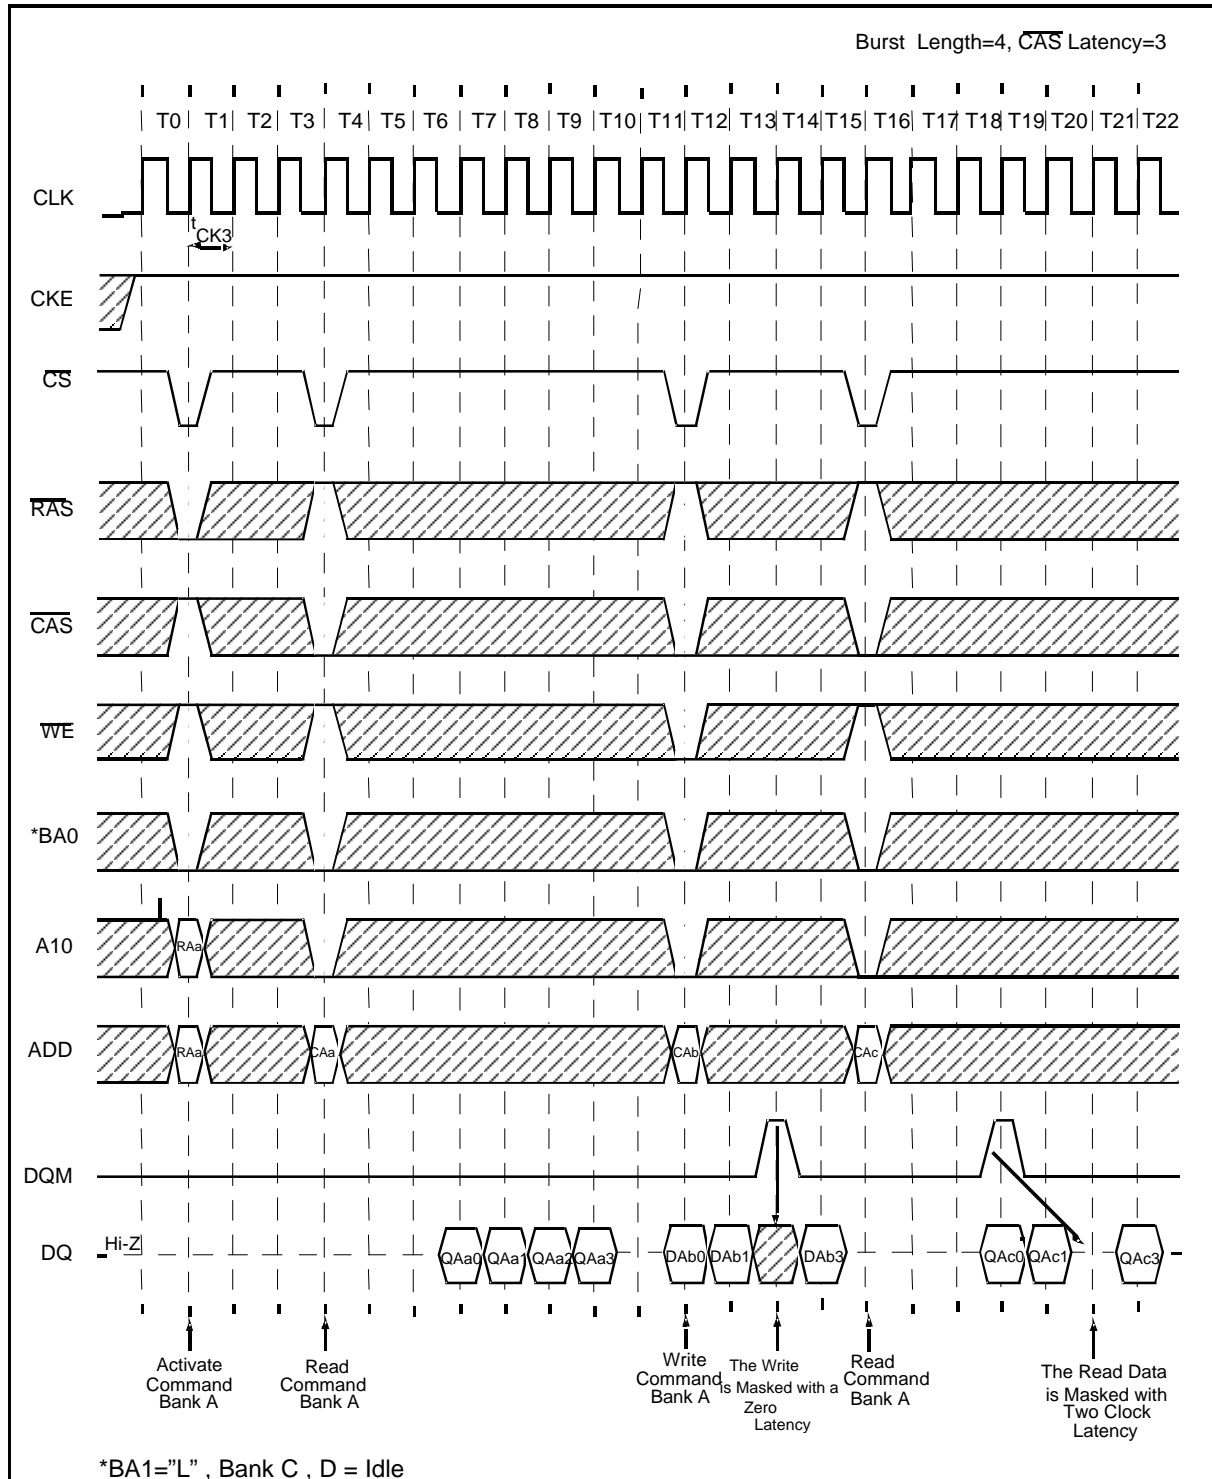 Burst Length=4, CAS Latency=3
T0 T1 T2 T3 T4 T5 T6 T7 T8 T9 T10 T11 T12 T13 T14 T15 T16 T17 T18 T19 T20 T21 T22
CLK
tCK3
CKE
CS
RAS
CAS
WE
*BA0
A10
RAa
ADD
RAa CAa CAb CAc
DQM
DQ
Hi-Z
QAa0 QAa1 QAa2 QAa3 DAb0 DAb1 DAb3 QAc0 QAc1 QAc3
Activate
Command
Bank A
Read
Command
Bank A
Write
Command
Bank A
The Write
is Masked with a
Zero
Latency
Read
Command
Bank A
The Read Data
is Masked with
Two Clock
Latency
*BA1="L" , Bank C , D = Idle